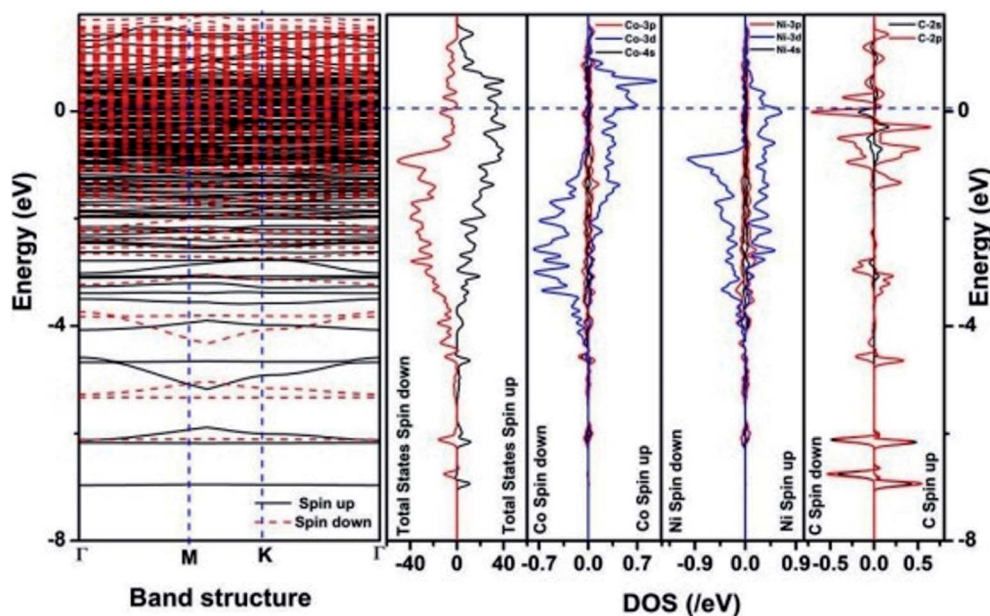 Energy (eV)
0
-2
-4
-8
Spin up
Spin down
Γ M K Γ
Band structure
Total States Spin down
Total States Spin up
-40 0 40
Co-3p
Co-3d
Co-4s
Co Spin down
Co Spin up
-0.7 0.0 0.7
Ni-3p
Ni-3d
Ni-4s
Ni Spin down
Ni Spin up
-0.9 0.0 0.9
C-2s
C-2p
C Spin down
C Spin up
-0.5 0.0 0.5
DOS (/eV)
0
-4
-8
Energy (eV)